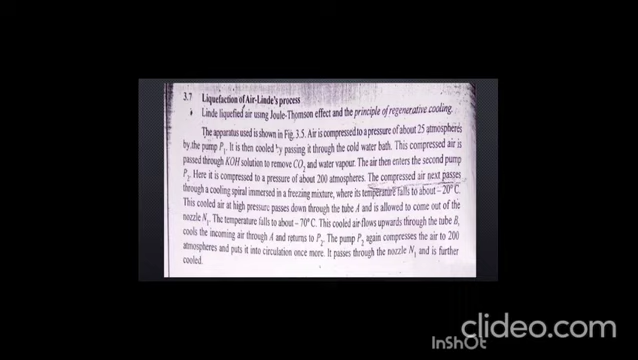 3.7 Liquefaction of Air-Linde's process
Linde liquefied air using Joule-Thomson effect and the principle of regenerative cooling.
The apparatus used is shown in Fig. 3.5. Air is compressed to a pressure of about 25 atmospheres
by the pump P₁. It is then cooled by passing it through the cold water bath. This compressed air is
passed through KOH solution to remove CO₂ and water vapour. The air then enters the second pump
P₂. Here it is compressed to a pressure of about 200 atmospheres. The compressed air next passes
through a cooling spiral immersed in a freezing mixture, where its temperature falls to about – 20° C.
This cooled air at high pressure passes down through the tube A and is allowed to come out of the
nozzle N₁. The temperature falls to about – 70° C. This cooled air flows upwards through the tube B,
cools the incoming air through A and returns to P₂. The pump P₂ again compresses the air to 200
atmospheres and puts it into circulation once more. It passes through the nozzle N₁ and is further
cooled.
clideo.com
InShOt